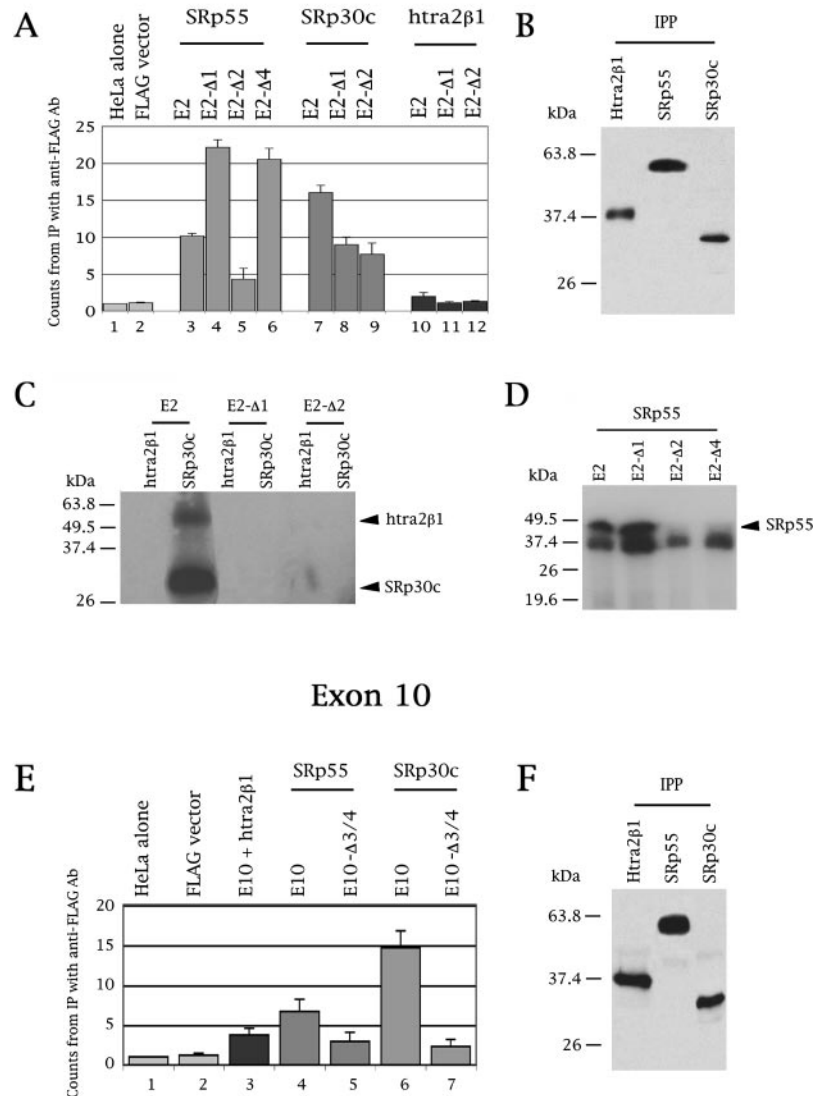 A
SRp55 SRp30c htra2β1
HeLa alone
FLAG vector
E2
E2-Δ1
E2-Δ2
E2-Δ4
E2
E2-Δ1
E2-Δ2
E2
E2-Δ1
E2-Δ2
Counts from IP with anti-FLAG Ab
25
20
15
10
5
0
1 2 3 4 5 6 7 8 9 10 11 12
B
IPP
Htra2β1
SRp55
SRp30c
kDa
63.8
37.4
26
C
E2 E2-Δ1 E2-Δ2
htra2β1
SRp30c
htra2β1
SRp30c
htra2β1
SRp30c
kDa
63.8
49.5
37.4
26
htra2β1
SRp30c
D
SRp55
E2
E2-Δ1
E2-Δ2
E2-Δ4
kDa
49.5
37.4
26
19.6
SRp55
Exon 10
E
SRp55 SRp30c
HeLa alone
FLAG vector
E10 + htra2β1
E10
E10-Δ3/4
E10
E10-Δ3/4
Counts from IP with anti-FLAG Ab
20
15
10
5
0
1 2 3 4 5 6 7
F
IPP
Htra2β1
SRp55
SRp30c
kDa
63.8
37.4
26